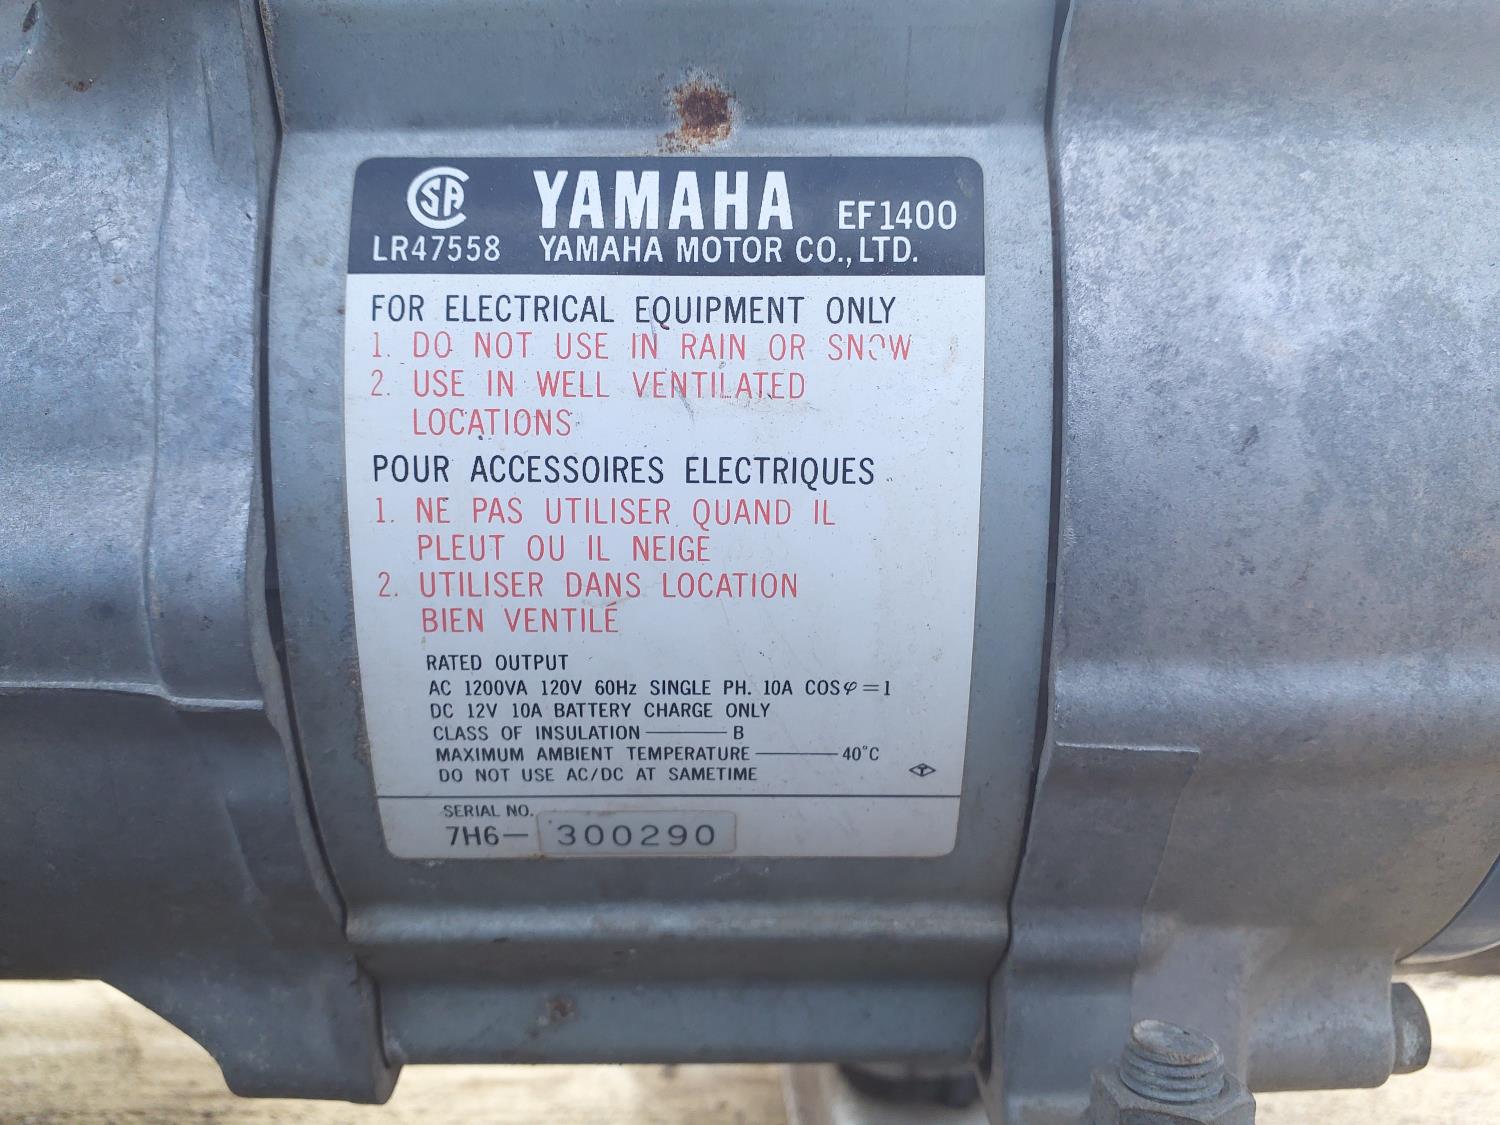 CSA YAMAHA EF1400
LR47558 YAMAHA MOTOR CO., LTD.
FOR ELECTRICAL EQUIPMENT ONLY
1. DO NOT USE IN RAIN OR SNOW
2. USE IN WELL VENTILATED
LOCATIONS
POUR ACCESSOIRES ELECTRIQUES
1. NE PAS UTILISER QUAND IL
PLEUT OU IL NEIGE
2. UTILISER DANS LOCATION
BIEN VENTILÉ
RATED OUTPUT
AC 1200VA 120V 60Hz SINGLE PH. 10A COSφ=1
DC 12V 10A BATTERY CHARGE ONLY
CLASS OF INSULATION — B
MAXIMUM AMBIENT TEMPERATURE — 40°C
DO NOT USE AC/DC AT SAMETIME
SERIAL NO.
7H6— 300290